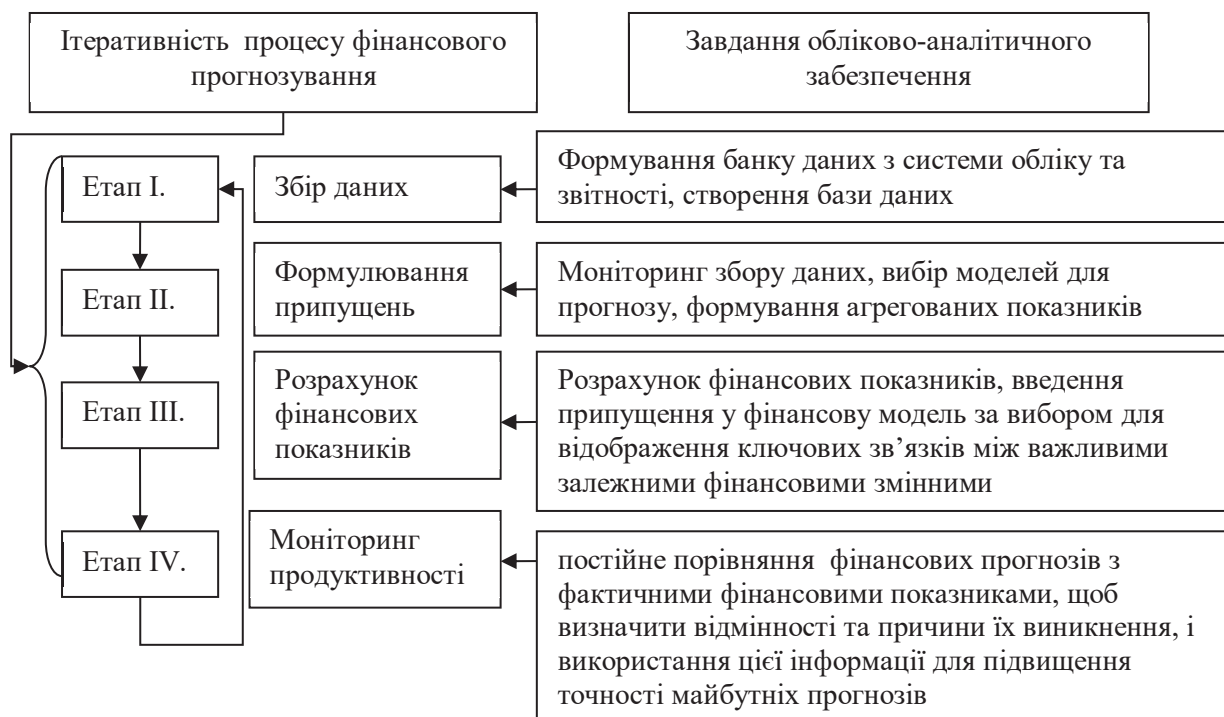 Ітеративність процесу фінансового
прогнозування
Завдання обліково-аналітичного
забезпечення
Етап I.
Збір даних
Формування банку даних з системи обліку та
звітності, створення бази даних
Етап II.
Формулювання
припущень
Моніторинг збору даних, вибір моделей для
прогнозу, формування агрегованих показників
Етап III.
Розрахунок
фінансових
показників
Розрахунок фінансових показників, введення
припущення у фінансову модель за вибором для
відображення ключових зв’язків між важливими
залежними фінансовими змінними
Етап IV.
Моніторинг
продуктивності
постійне порівняння фінансових прогнозів з
фактичними фінансовими показниками, щоб
визначити відмінності та причини їх виникнення, і
використання цієї інформації для підвищення
точності майбутніх прогнозів